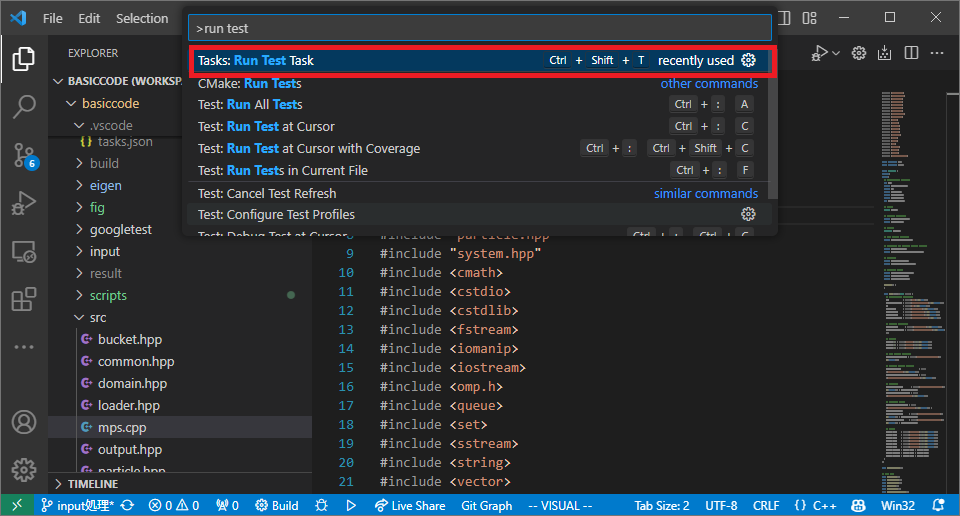 File Edit Selection
>run test
Tasks: Run Test Task Ctrl + Shift + T recently used
CMake: Run Tests other commands
Test: Run All Tests Ctrl + : A
Test: Run Test at Cursor Ctrl + : C
Test: Run Test at Cursor with Coverage Ctrl + : Ctrl + Shift + C
Test: Run Tests in Current File Ctrl + : F
Test: Cancel Test Refresh similar commands
Test: Configure Test Profiles
Test: Debug Test at Cursor Ctrl + : Ctrl + C
EXPLORER
BASICCODE (WORKSPA
basiccode
.vscode
{} tasks.json
build
eigen
fig
googletest
input
result
scripts
src
bucket.hpp
common.hpp
domain.hpp
loader.hpp
mps.cpp
output.hpp
particle.hpp
TIMELINE
6
8 #include "particle.hpp"
9 #include "system.hpp"
10 #include <cmath>
11 #include <cstdio>
12 #include <cstdlib>
13 #include <fstream>
14 #include <iomanip>
15 #include <iostream>
16 #include <omp.h>
17 #include <queue>
18 #include <set>
19 #include <sstream>
20 #include <string>
21 #include <vector>
input処理* 0 0 0 Build Live Share Git Graph -- VISUAL -- Tab Size: 2 UTF-8 CRLF {} C++ Win32